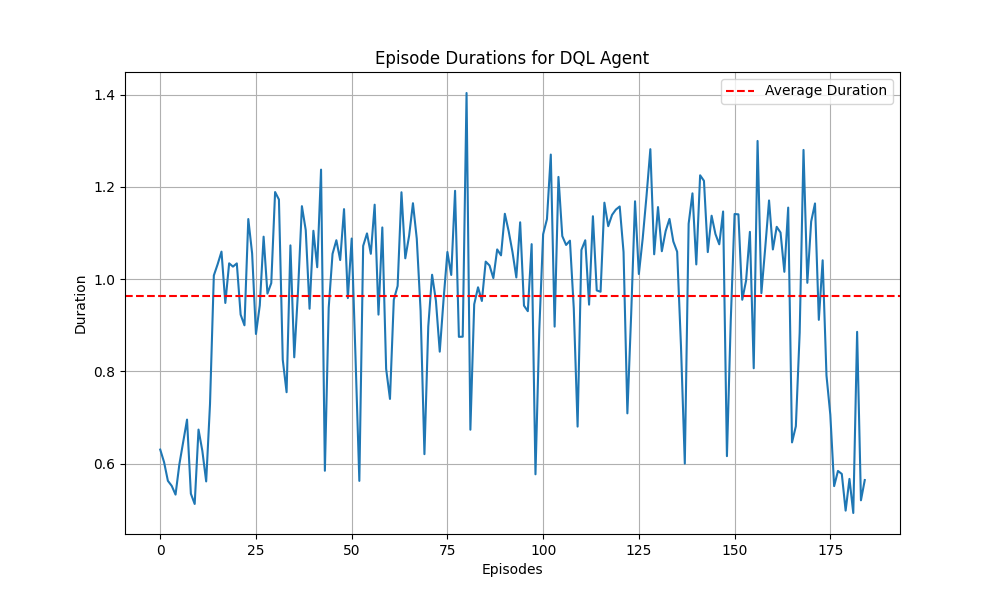 Episode Durations for DQL Agent
Average Duration
1.4
1.2
1.0
0.8
0.6
Duration
0 25 50 75 100 125 150 175
Episodes